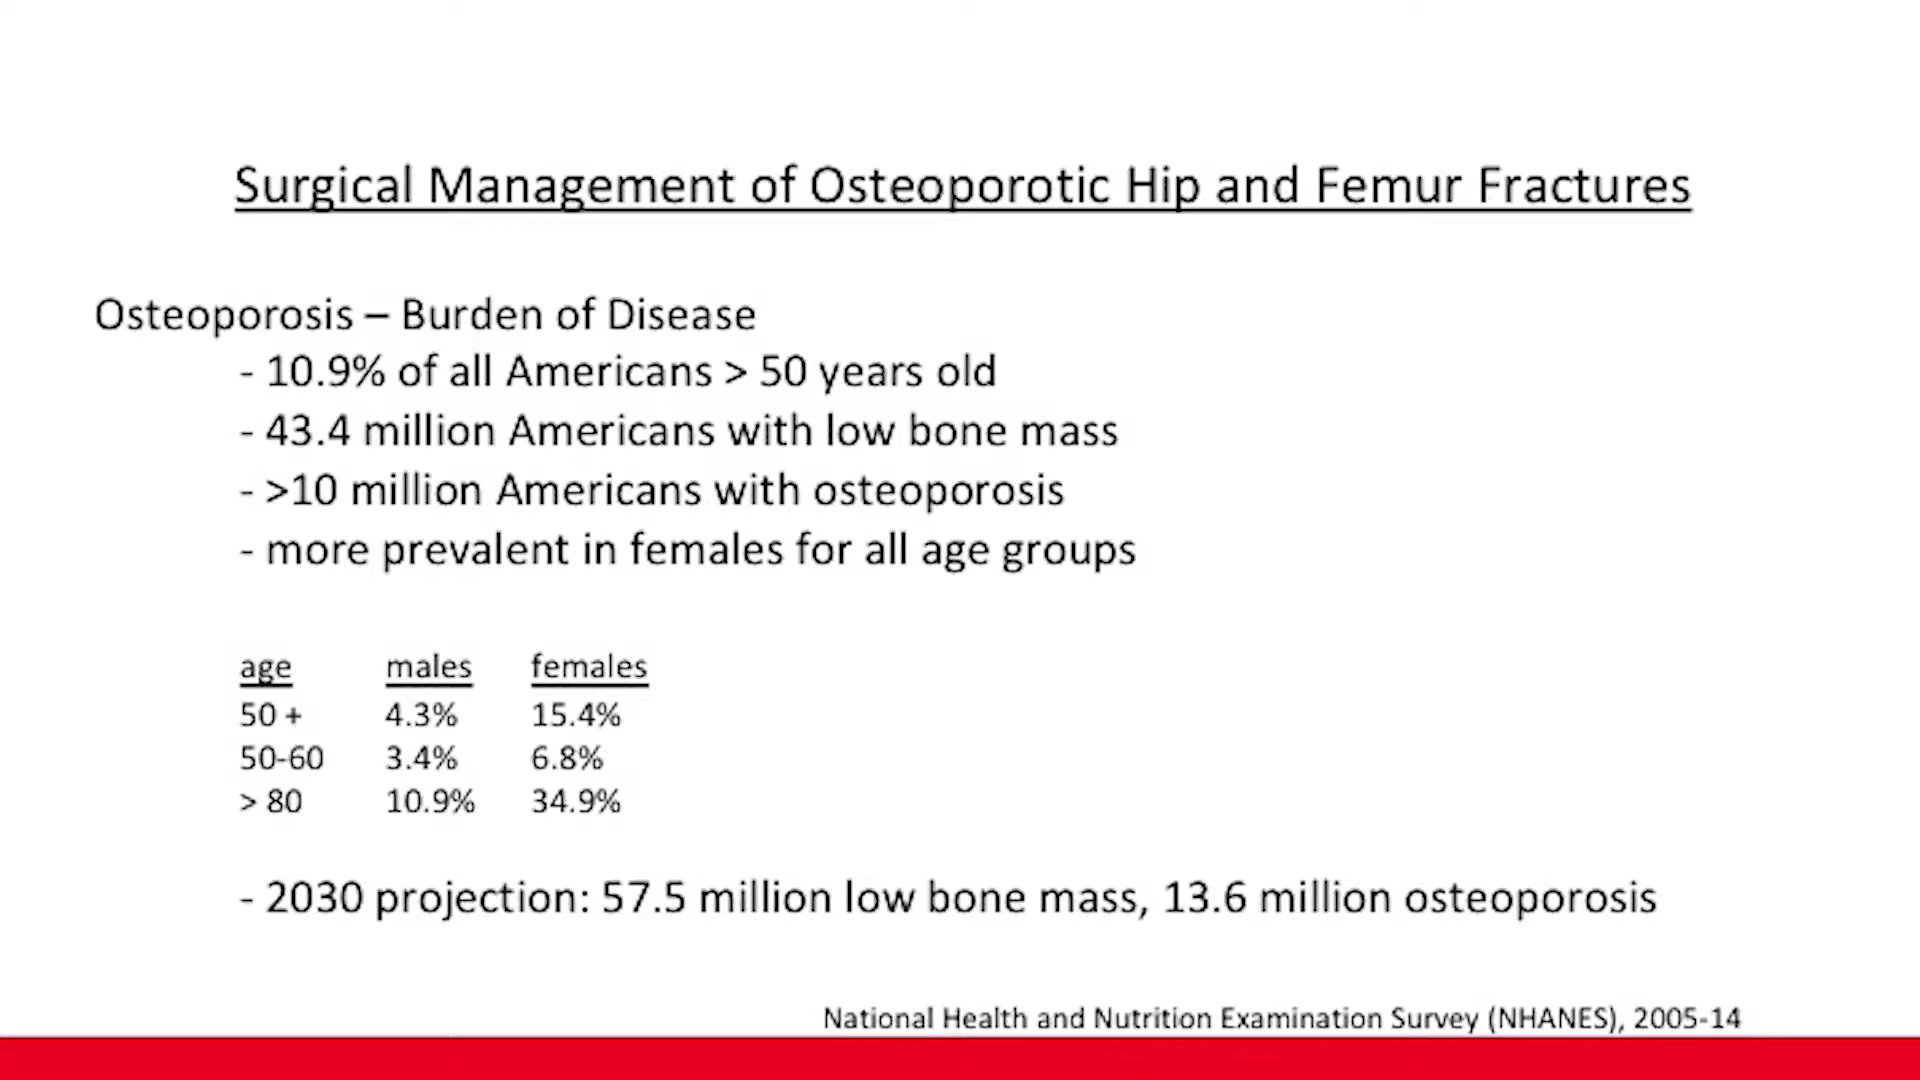 Surgical Management of Osteoporotic Hip and Femur Fractures
Osteoporosis – Burden of Disease
- 10.9% of all Americans > 50 years old
- 43.4 million Americans with low bone mass
- >10 million Americans with osteoporosis
- more prevalent in females for all age groups
age males females
50 + 4.3% 15.4%
50-60 3.4% 6.8%
> 80 10.9% 34.9%
- 2030 projection: 57.5 million low bone mass, 13.6 million osteoporosis
National Health and Nutrition Examination Survey (NHANES), 2005-14